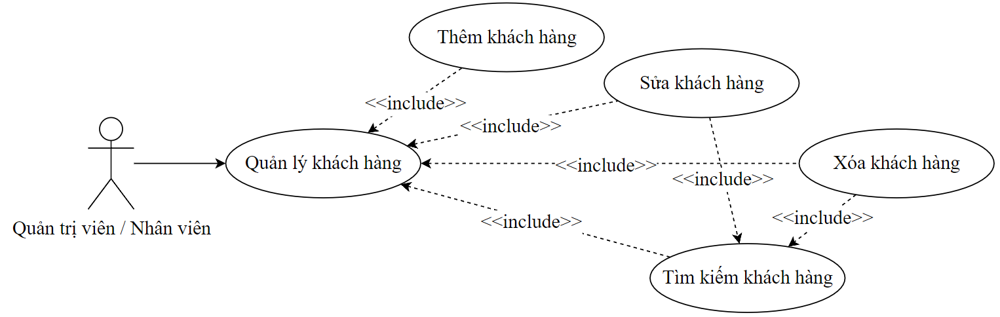 Thêm khách hàng
Sửa khách hàng
<<include>>
<<include>>
Quản lý khách hàng
<<include>>
Xóa khách hàng
<<include>>
<<include>>
<<include>>
Quản trị viên / Nhân viên
Tìm kiếm khách hàng